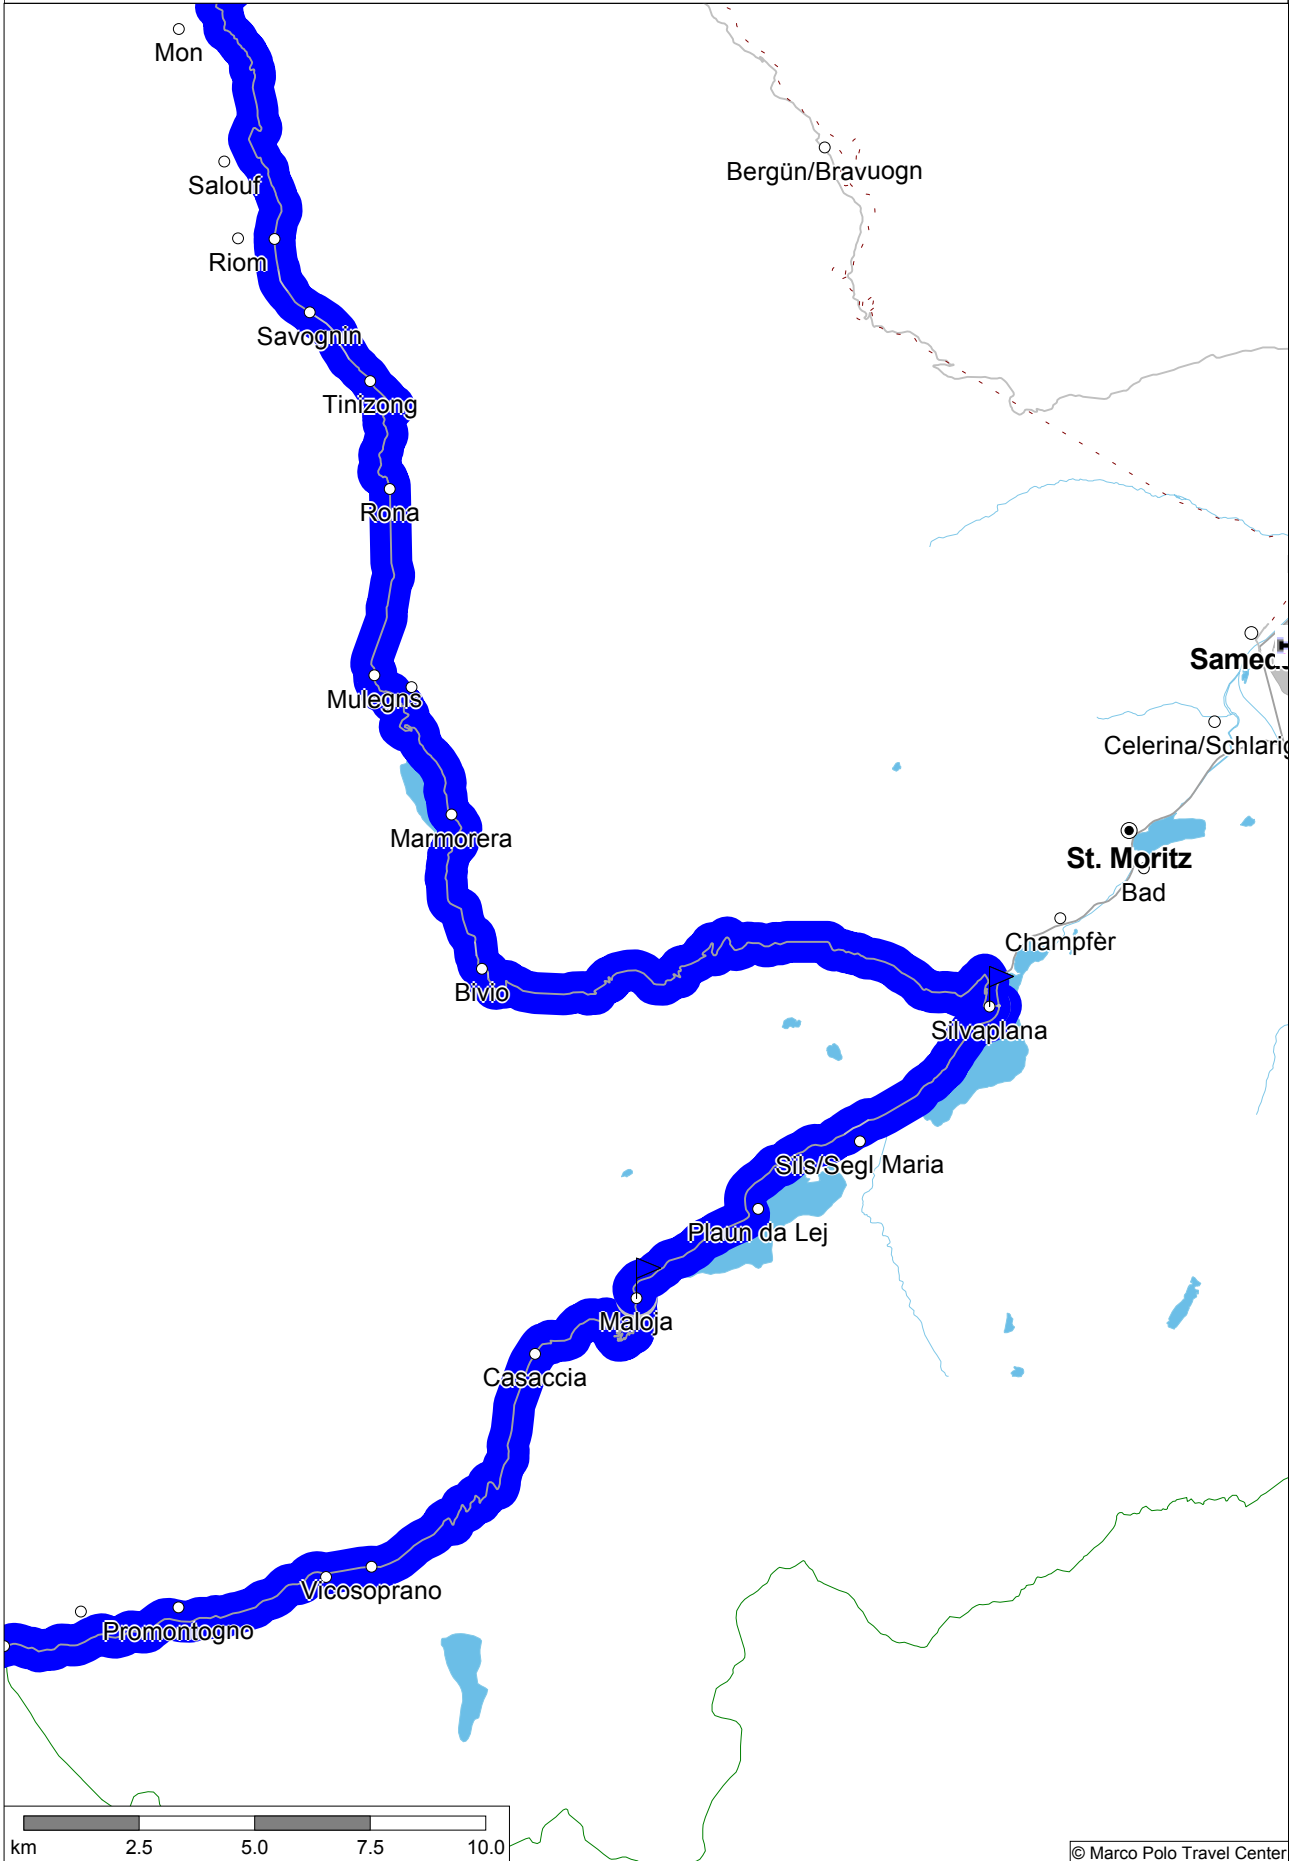 Mon
Bergün/Bravuogn
Salouf
Riom
Savognin
Tinizong
Rona
Samed
Mulegns
Celerina/Schlarig
Marmorera
St. Moritz
Bad
Champfèr
Bivio
Silvaplana
Sils/Segl Maria
Plaun da Lej
Maloja
Casaccia
Vicosoprano
Promontogno
km 2.5 5.0 7.5 10.0
© Marco Polo Travel Center